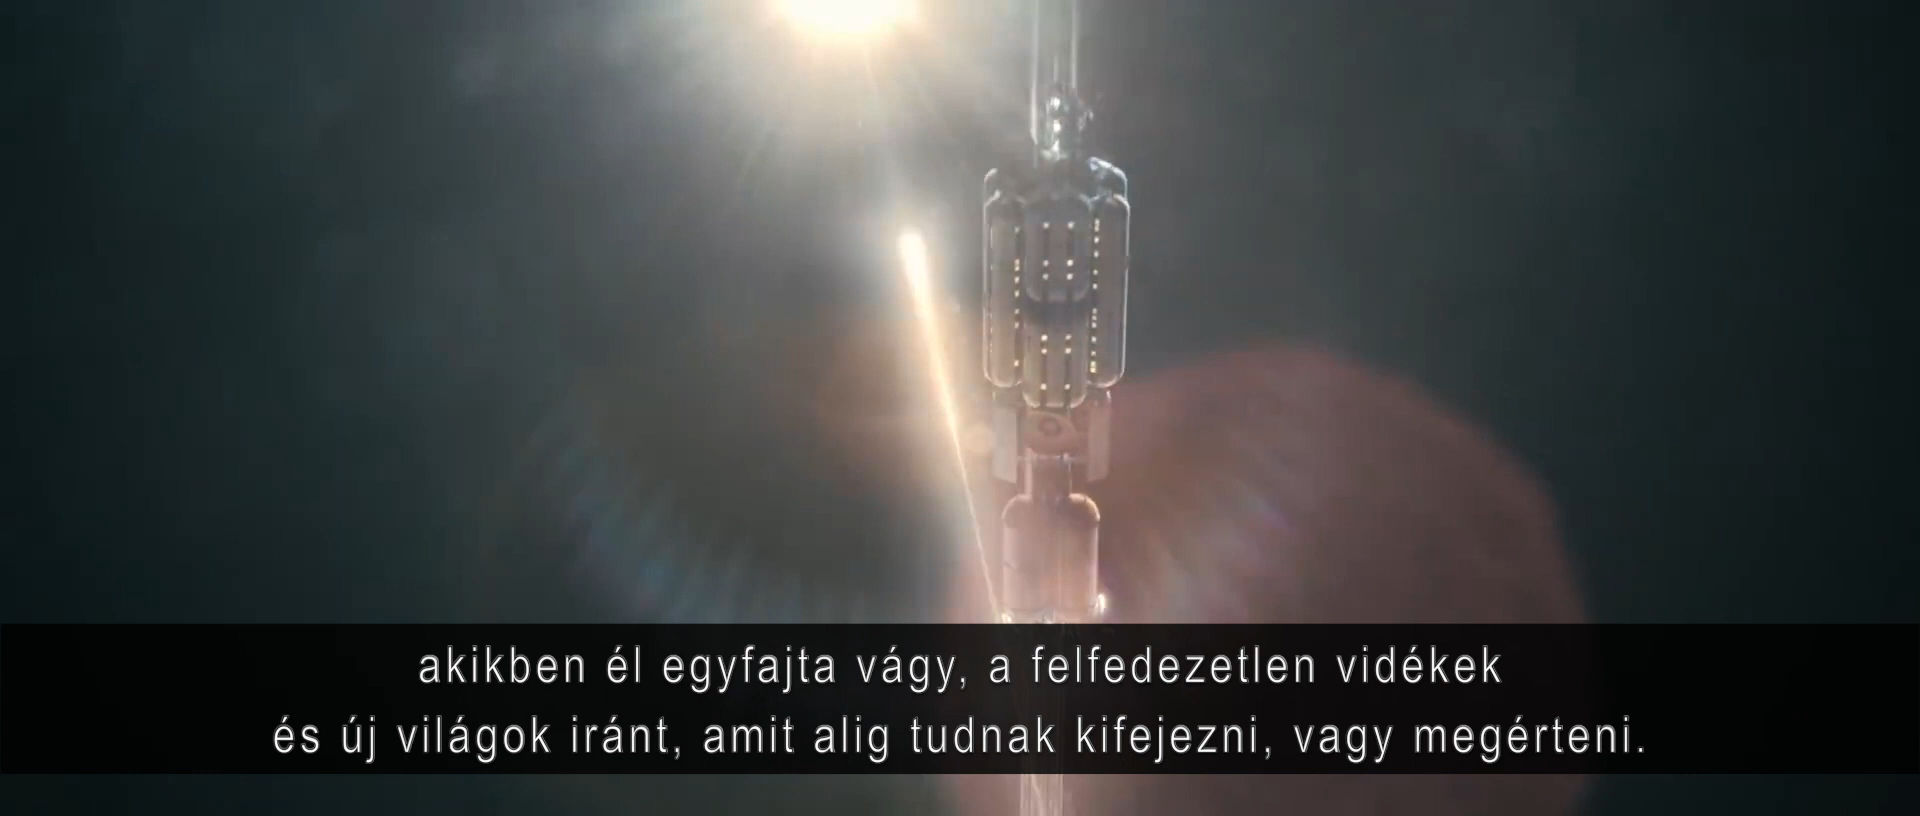 akikben él egyfajta vágy, a felfedezetlen vidékek
és új világok iránt, amit alig tudnak kifejezni, vagy megérteni.